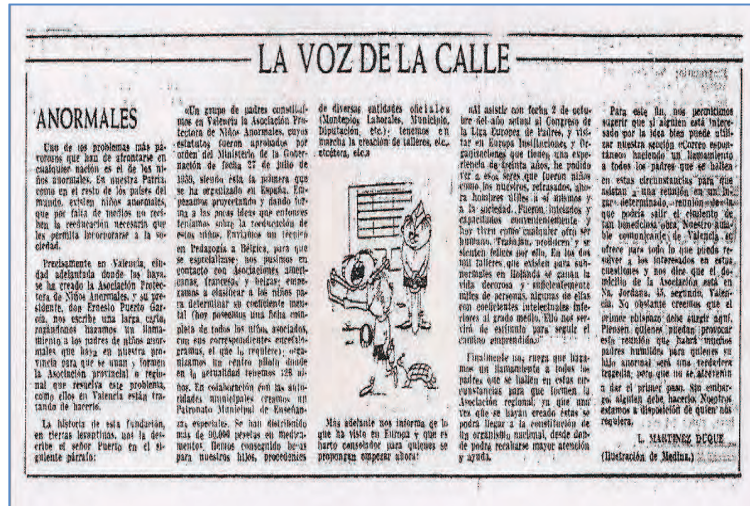 LA VOZ DE LA CALLE
ANORMALES
Uno de los problemas más pa-
vorosos que han de afrontarse en
cualquier nación es el de los ni-
ños anormales. En nuestra Patria,
como en el resto de los países del
mundo, existen niños anormales,
que por falta de medios no reci-
ben la reeducación necesaria que
les permita incorporarse a la so-
ciedad.
Precisamente en Valencia, ciu-
dad adelantada donde las haya,
se ha creado la Asociación Protec-
tora de Niños Anormales, y su pre-
sidente, don Ernesto Puerto Gar-
cía, nos escribe una larga carta,
rogándonos hagamos un llama-
miento a los padres de niños anor-
males que haya en nuestra pro-
vincia para que se unan y formen
la Asociación provincial o regio-
nal que resuelva este problema,
como ellos en Valencia están tra-
tando de hacerlo.
La historia de esta fundación,
en tierras levantinas, nos la des-
cribe el señor Puerto en el si-
guiente párrafo:
«Un grupo de padres constituí-
mos en Valencia la Asociación Pro-
tectora de Niños Anormales, cuyos
estatutos fueron aprobados por
orden del Ministerio de la Gober-
nación de fecha 27 de julio de
siendo ésta la primera que
se ha organizado en España. Em-
pezamos proyectando y dando for-
ma a las pocas ideas que entonces
teníamos sobre la reeducación de
estos niños. Enviamos un técnico
en Pedagogía a Bélgica, para que
se especializase; nos pusimos en
contacto con Asociaciones ameri-
canas, francesas y belgas; empe-
zamos a clasificar a los niños pa-
ra determinar su coeficiente men-
tal (hoy poseemos una ficha com-
pleta de todos los niños asociados,
con sus correspondientes encefalo-
gramas, el que lo requiere); orga-
nizamos un centro piloto donde
en la actualidad tenemos 125 ni-
ños. En colaboración con las auto-
ridades municipales creamos un
Patronato Municipal de Enseñan-
za especiales. Se han distribuido
más de 90.000 pesetas en medica-
mentos. Hemos conseguido becas
para nuestros hijos, procedentes
de diversas entidades oficiales
(Montepíos Laborales, Municipio,
Diputación, etc.); tenemos en
marcha la creación de talleres, etc.,
etcétera, etc.»
Más adelante nos informa de lo
que ha visto en Europa y que es
harto consolador para quienes se
propongan empezar ahora:
«Al asistir con fecha 2 de octu-
bre del año actual al Congreso de
la Liga Europea de Padres, y visi-
tar en Europa Instituciones y Or-
ganizaciones que tienen una expe-
riencia de treinta años, he podido
ver a esos seres que fueron niños
como los nuestros, retrasados, aho-
ra hombres útiles a sí mismos y
a la sociedad. Fueron tratados y
capacitados convenientemente y
hoy viven como cualquier otro ser
humano. Trabajan, producen y se
sienten felices por ello. En los dos
mil talleres que existen para sub-
normales en Holanda se ganan la
vida decorosa y suficientemente
miles de personas, algunas de ellas
con coeficientes intelectuales infe-
riores al grado medio. Ello nos ser-
virá de estímulo para seguir el
camino emprendido.»
Finalmente nos ruega que haga-
mos un llamamiento a todos los
padres que se hallen en estas cir-
cunstancias para que formen la
Asociación regional, ya que una
vez que se hayan creado éstas se
podrá llegar a la constitución de
un organismo nacional, desde don-
de podrá recabarse mayor atención
y ayuda.
Para este fin, nos permitimos
sugerir que si alguien está intere-
sado por la idea bien puede utili-
zar nuestra sección «Correo espon-
táneo» haciendo un llamamiento
a todos los padres que se hallen
en estas circunstancias para que
asistan a una reunión en un lu-
gar determinado, reunión de la
que podría salir el cimiento de
tan beneficiosa obra. Nuestro ama-
ble comunicante de Valencia se
ofrece para todo lo que pueda re-
solver a los interesados en estas
cuestiones y nos dice que el do-
micilio de la Asociación está en
Na. Jordana, 45, segundo, Valen-
cia. No obstante creemos que el
primer chispazo debe surgir aquí.
Piensen quienes puedan provocar
esta reunión que habrá muchos
padres humildes para quienes un
hijo anormal será una verdadera
tragedia, pero que no se atreverán
a dar el primer paso. Sin embar-
go, alguien debe hacerlo. Nosotros
estamos a disposición de quien nos
requiera.
L. MARTINEZ DUQUE
(Ilustración de Medina.)